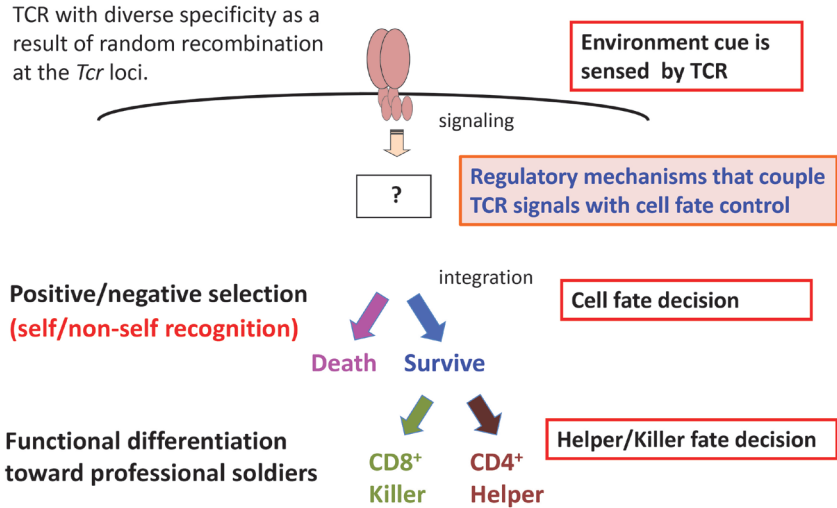 TCR with diverse specificity as a
result of random recombination
at the Tcr loci.
Environment cue is
sensed by TCR
signaling
?
Regulatory mechanisms that couple
TCR signals with cell fate control
integration
Positive/negative selection
(self/non-self recognition)
Cell fate decision
Death
Survive
Functional differentiation
toward professional soldiers
CD8⁺
Killer
CD4⁺
Helper
Helper/Killer fate decision